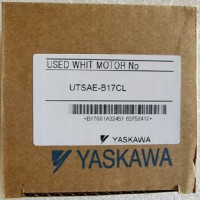 USED WHIT MOTOR No
UTSAE-B17CL
YASKAWA
YASKAWA